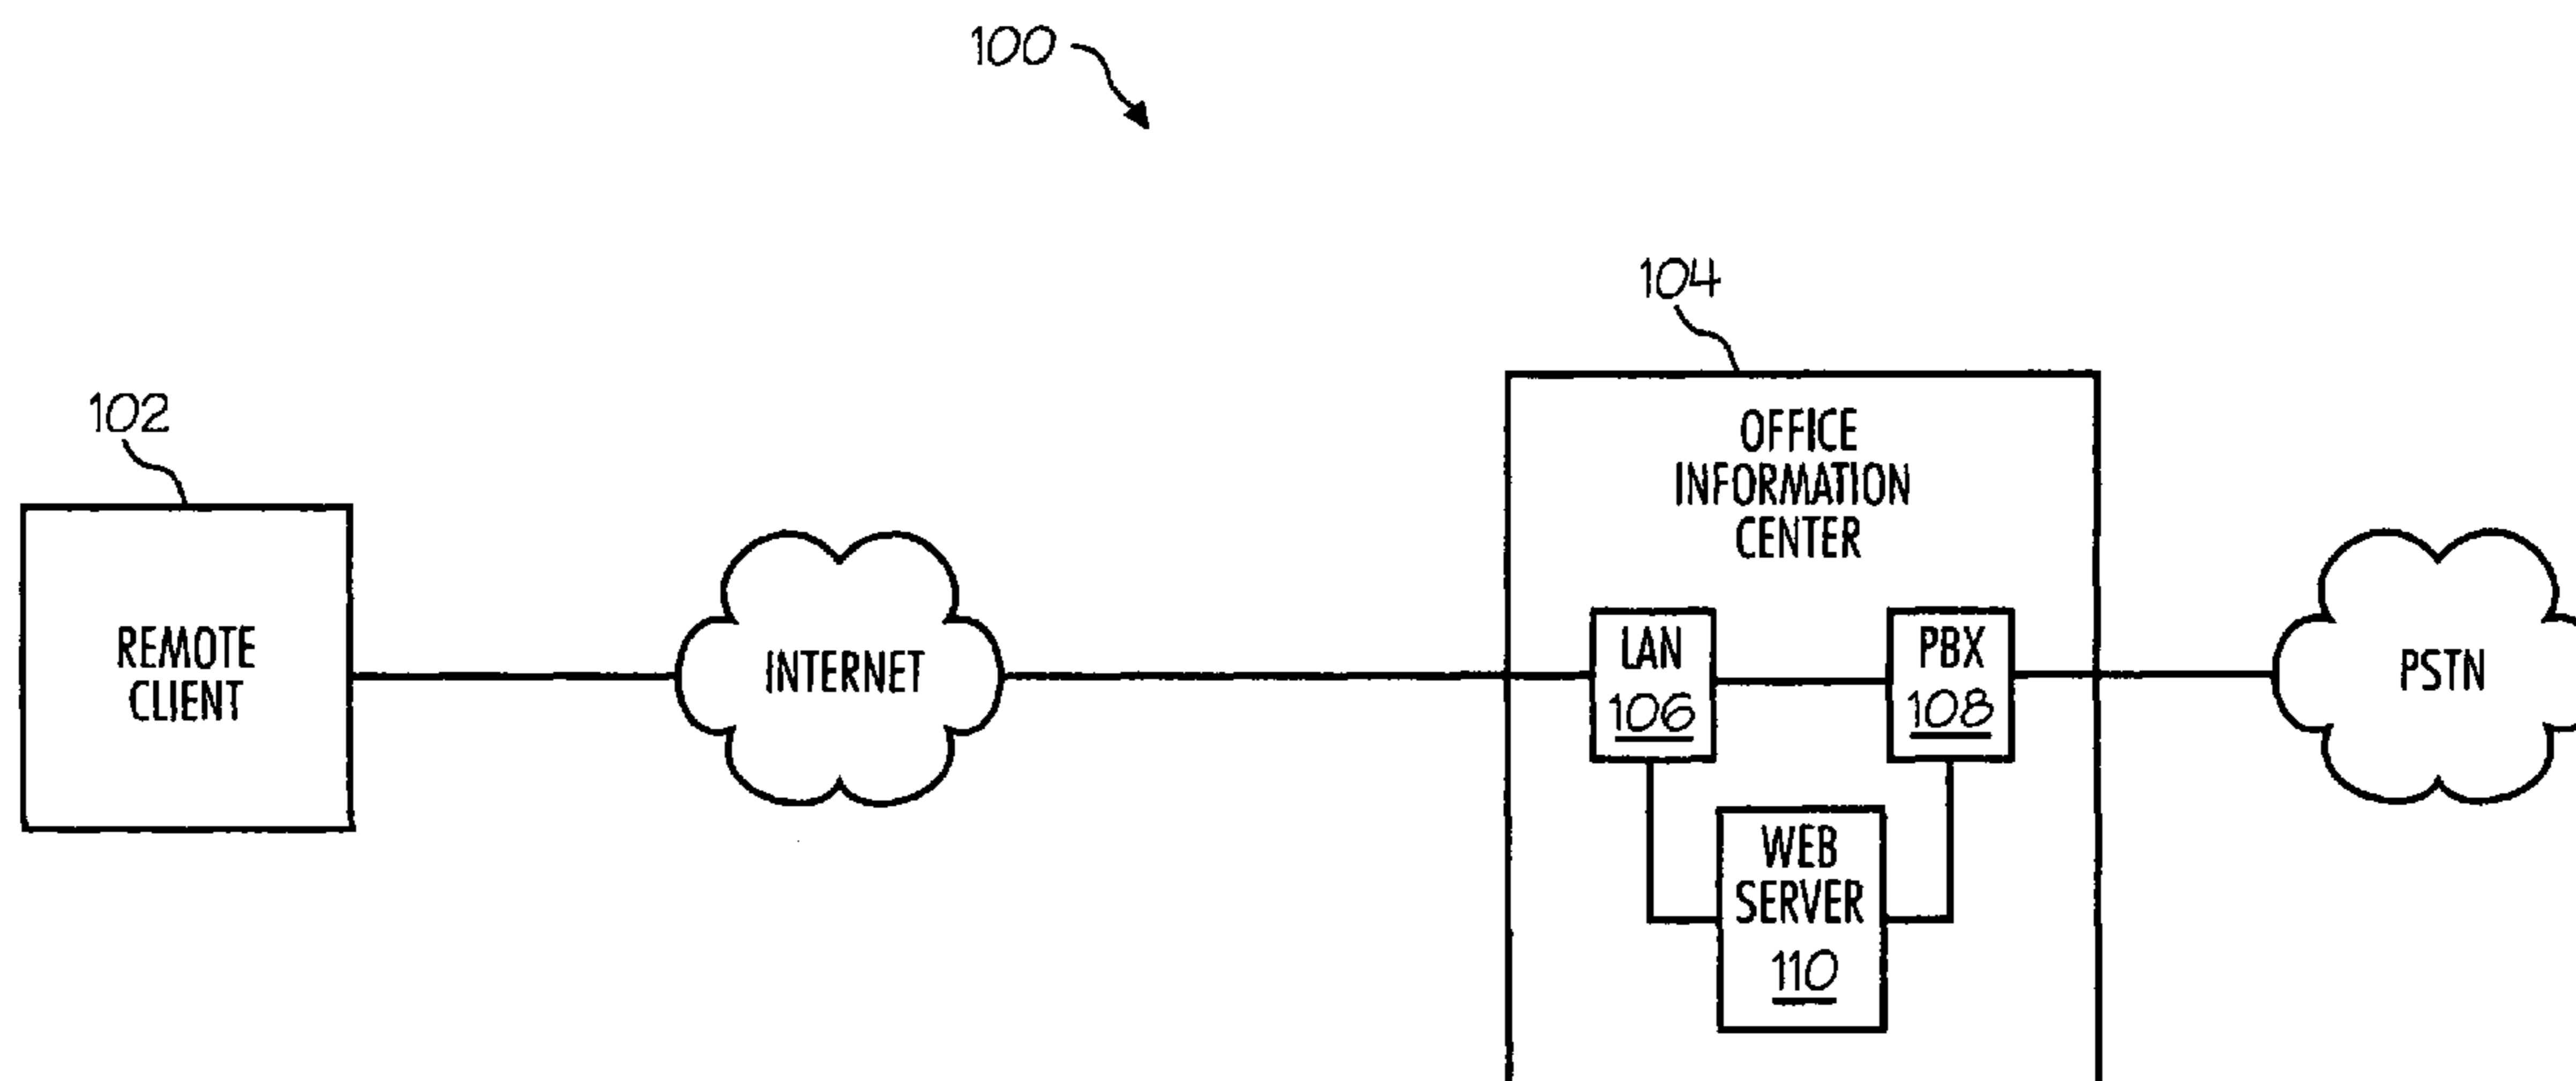 100
104
102
OFFICE
INFORMATION
CENTER
REMOTE
CLIENT
INTERNET
LAN
106
PBX
108
PSTN
WEB
SERVER
110